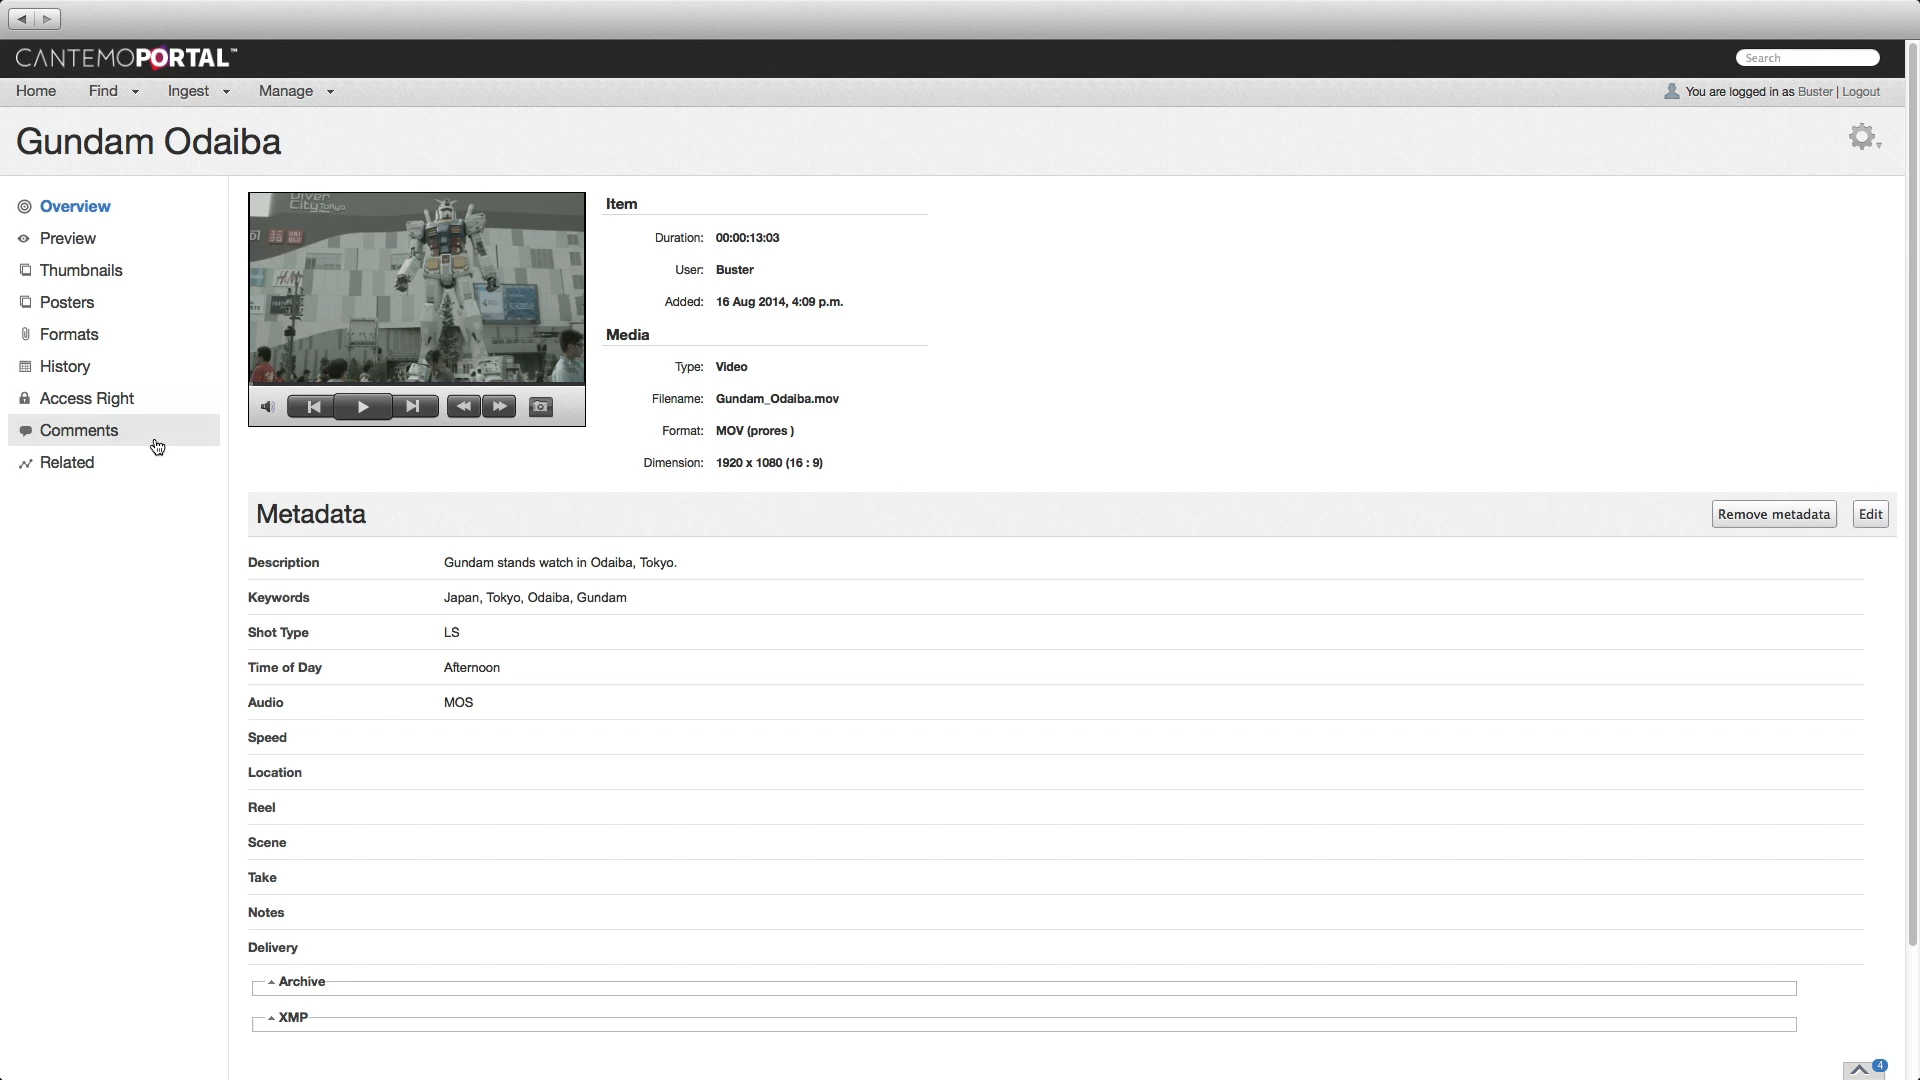 CANTEMOPORTAL™
Search
Home Find Ingest Manage
You are logged in as Buster | Logout
Gundam Odaiba
Overview
Preview
Thumbnails
Posters
Formats
History
Access Right
Comments
Related
Diver
City Tokyo
H&M
Item
Duration: 00:00:13:03
User: Buster
Added: 16 Aug 2014, 4:09 p.m.
Media
Type: Video
Filename: Gundam_Odaiba.mov
Format: MOV (prores )
Dimension: 1920 x 1080 (16 : 9)
Metadata
Remove metadata Edit
Description Gundam stands watch in Odaiba, Tokyo.
Keywords Japan, Tokyo, Odaiba, Gundam
Shot Type LS
Time of Day Afternoon
Audio MOS
Speed
Location
Reel
Scene
Take
Notes
Delivery
Archive
XMP
4